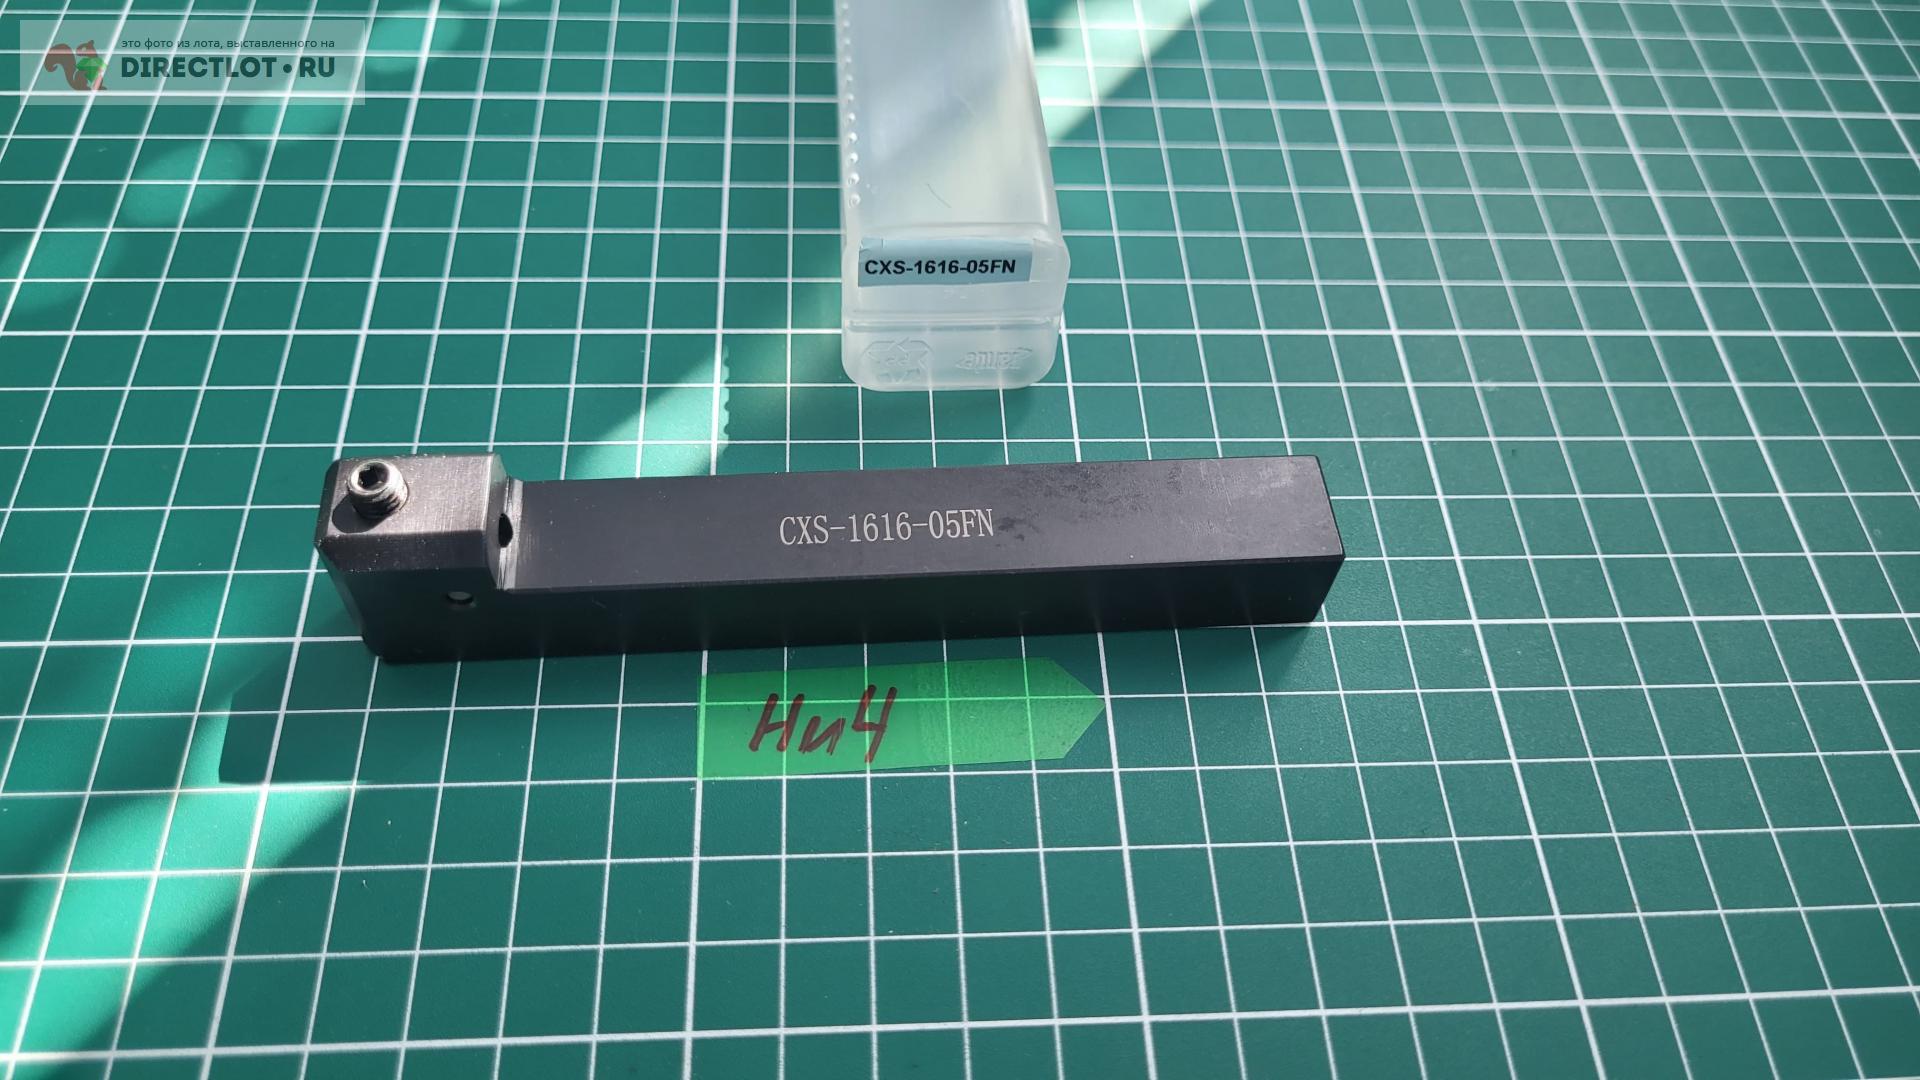 это фото из лота, выставленного на
DIRECTLOT•RU
CXS-1616-05FN
CXS-1616-05FN
Ни4